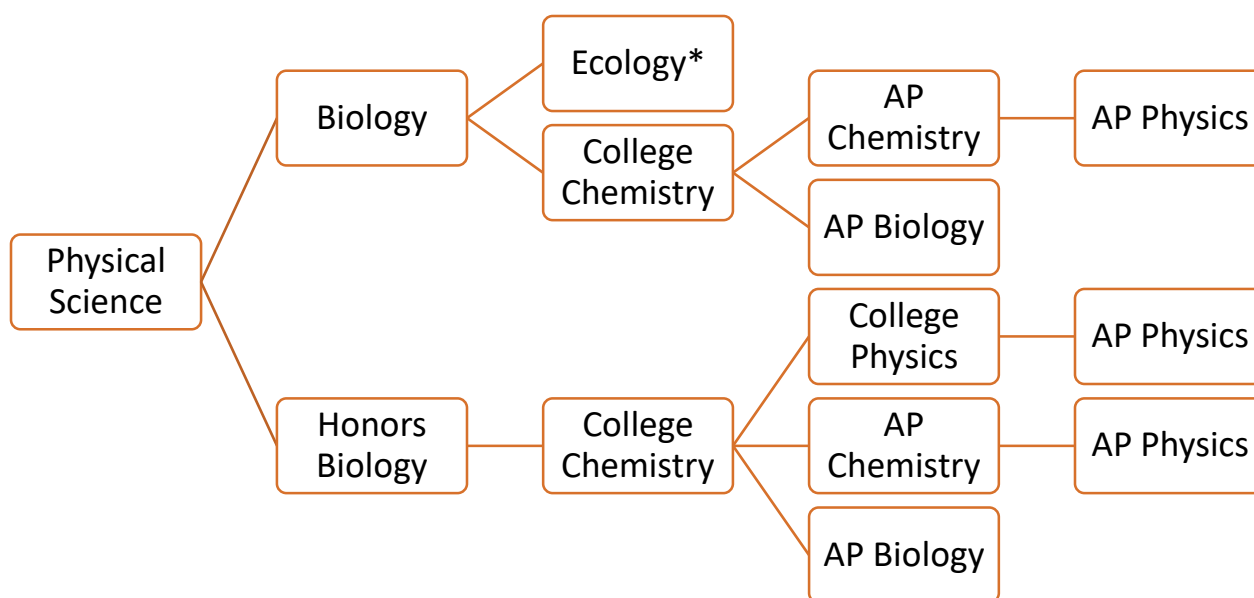 Physical
Science
Biology
Ecology*
College
Chemistry
AP
Chemistry
AP Physics
AP Biology
Honors
Biology
College
Chemistry
College
Physics
AP Physics
AP
Chemistry
AP Physics
AP Biology